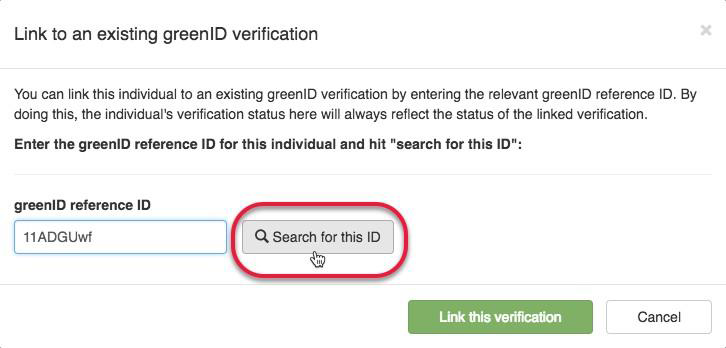 Link to an existing greenID verification
×
You can link this individual to an existing greenID verification by entering the relevant greenID reference ID. By
doing this, the individual's verification status here will always reflect the status of the linked verification.
Enter the greenID reference ID for this individual and hit "search for this ID":
greenID reference ID
11ADGUwf
Search for this ID
Link this verification
Cancel